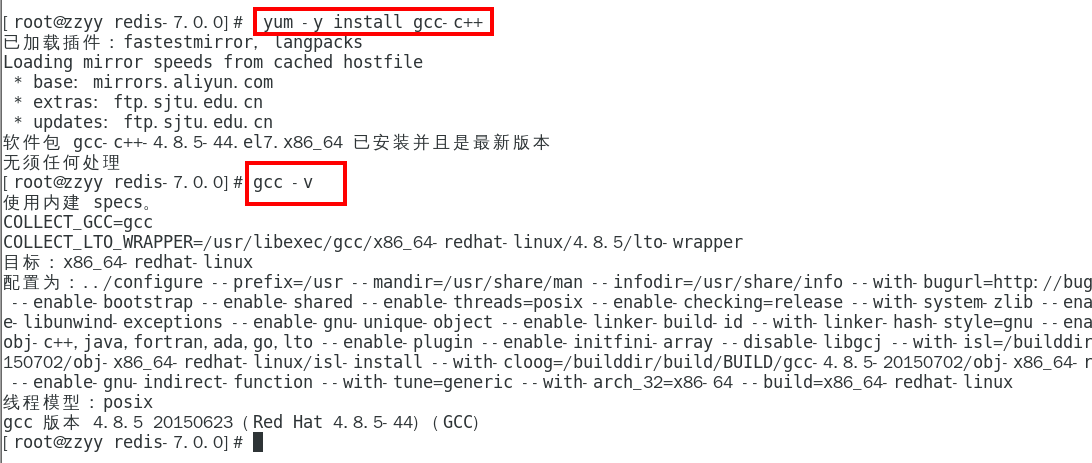 [root@zzyy redis-7.0.0]# yum -y install gcc-c++
已加载插件：fastestmirror, langpacks
Loading mirror speeds from cached hostfile
 * base: mirrors.aliyun.com
 * extras: ftp.sjtu.edu.cn
 * updates: ftp.sjtu.edu.cn
软件包 gcc-c++-4.8.5-44.el7.x86_64 已安装并且是最新版本
无须任何处理
[root@zzyy redis-7.0.0]# gcc -v
使用内建 specs。
COLLECT_GCC=gcc
COLLECT_LTO_WRAPPER=/usr/libexec/gcc/x86_64-redhat-linux/4.8.5/lto-wrapper
目标：x86_64-redhat-linux
配置为：../configure --prefix=/usr --mandir=/usr/share/man --infodir=/usr/share/info --with-bugurl=http://bug
 --enable-bootstrap --enable-shared --enable-threads=posix --enable-checking=release --with-system-zlib --ena
e-libunwind-exceptions --enable-gnu-unique-object --enable-linker-build-id --with-linker-hash-style=gnu --ena
obj-c++,java,fortran,ada,go,lto --enable-plugin --enable-initfini-array --disable-libgcj --with-isl=/builddir
150702/obj-x86_64-redhat-linux/isl-install --with-cloog=/builddir/build/BUILD/gcc-4.8.5-20150702/obj-x86_64-r
 --enable-gnu-indirect-function --with-tune=generic --with-arch_32=x86-64 --build=x86_64-redhat-linux
线程模型：posix
gcc 版本 4.8.5 20150623 (Red Hat 4.8.5-44) (GCC)
[root@zzyy redis-7.0.0]#